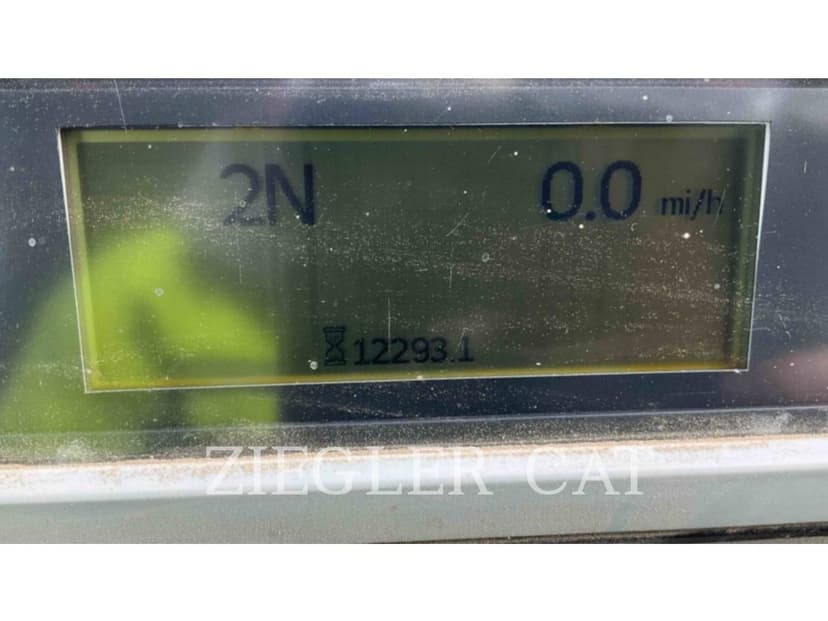 2N 0.0 mi/h
12293.1
ZIEGLER CAT